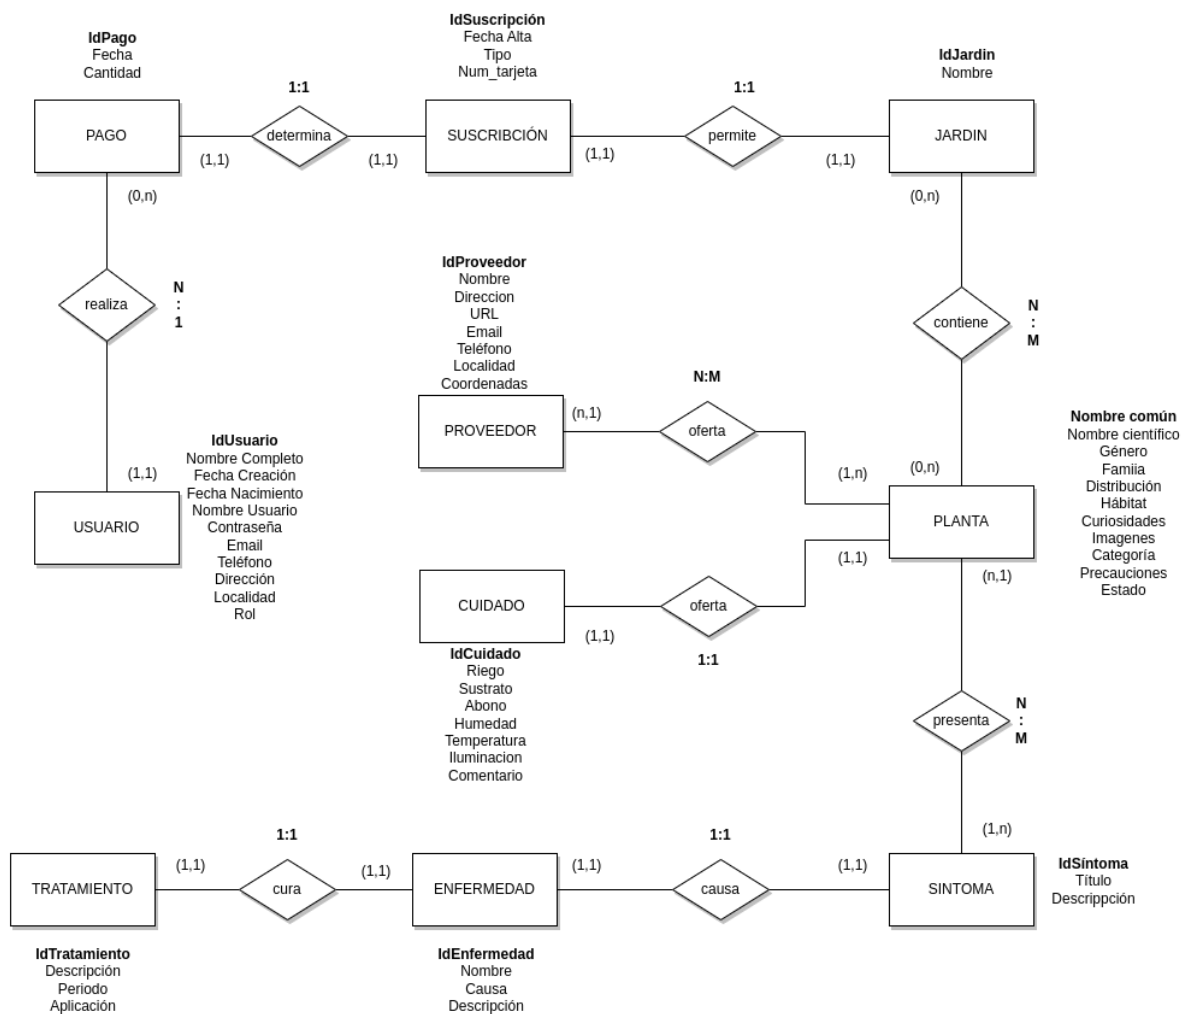 IdPago
Fecha
Cantidad
IdSuscripción
Fecha Alta
Tipo
Num_tarjeta
IdJardin
Nombre
1:1
1:1
PAGO
determina
SUSCRIBCIÓN
permite
JARDIN
(1,1)
(1,1)
(1,1)
(1,1)
(0,n)
(0,n)
realiza
N
:
1
contiene
N
:
M
IdProveedor
Nombre
Direccion
URL
Email
Teléfono
Localidad
Coordenadas
N:M
PROVEEDOR
(n,1)
oferta
(1,n)
(0,n)
Nombre común
Nombre científico
Género
Famiia
Distribución
Hábitat
Curiosidades
Imagenes
Categoría
Precauciones
Estado
(1,1)
USUARIO
IdUsuario
Nombre Completo
Fecha Creación
Fecha Nacimiento
Nombre Usuario
Contraseña
Email
Teléfono
Dirección
Localidad
Rol
PLANTA
(1,1)
(n,1)
CUIDADO
oferta
(1,1)
1:1
IdCuidado
Riego
Sustrato
Abono
Humedad
Temperatura
Iluminacion
Comentario
presenta
N
:
M
(1,n)
1:1
1:1
TRATAMIENTO
(1,1)
cura
(1,1)
ENFERMEDAD
(1,1)
causa
(1,1)
SINTOMA
IdSíntoma
Título
Descrippción
IdTratamiento
Descripción
Periodo
Aplicación
IdEnfermedad
Nombre
Causa
Descripción